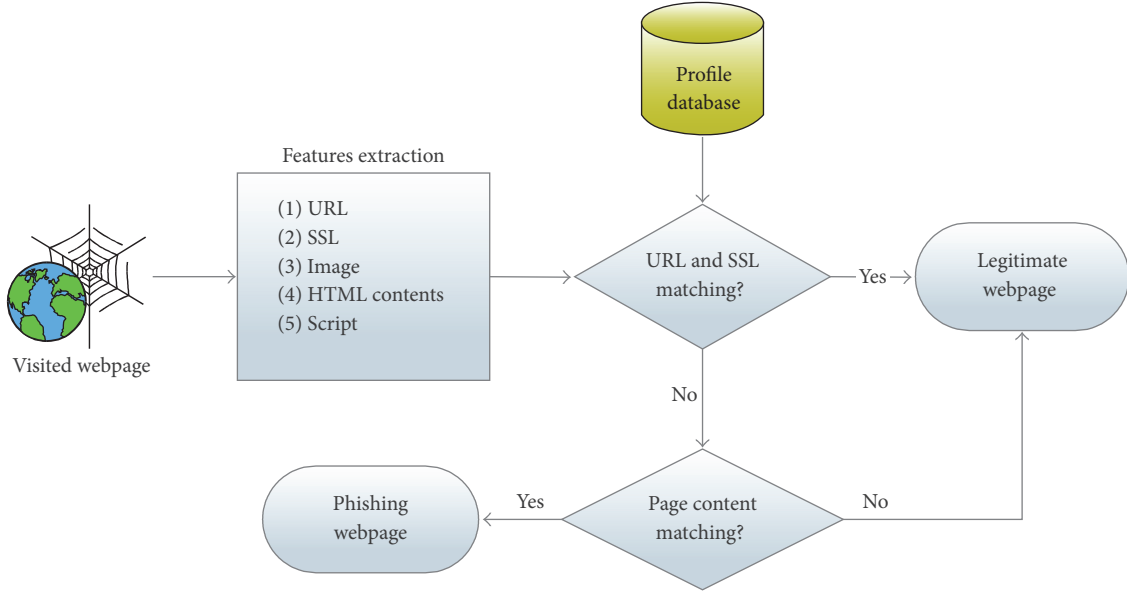 Profile
database
Features extraction
(1) URL
(2) SSL
(3) Image
(4) HTML contents
(5) Script
Visited webpage
URL and SSL
matching?
Yes
Legitimate
webpage
No
Phishing
webpage
Yes
Page content
matching?
No